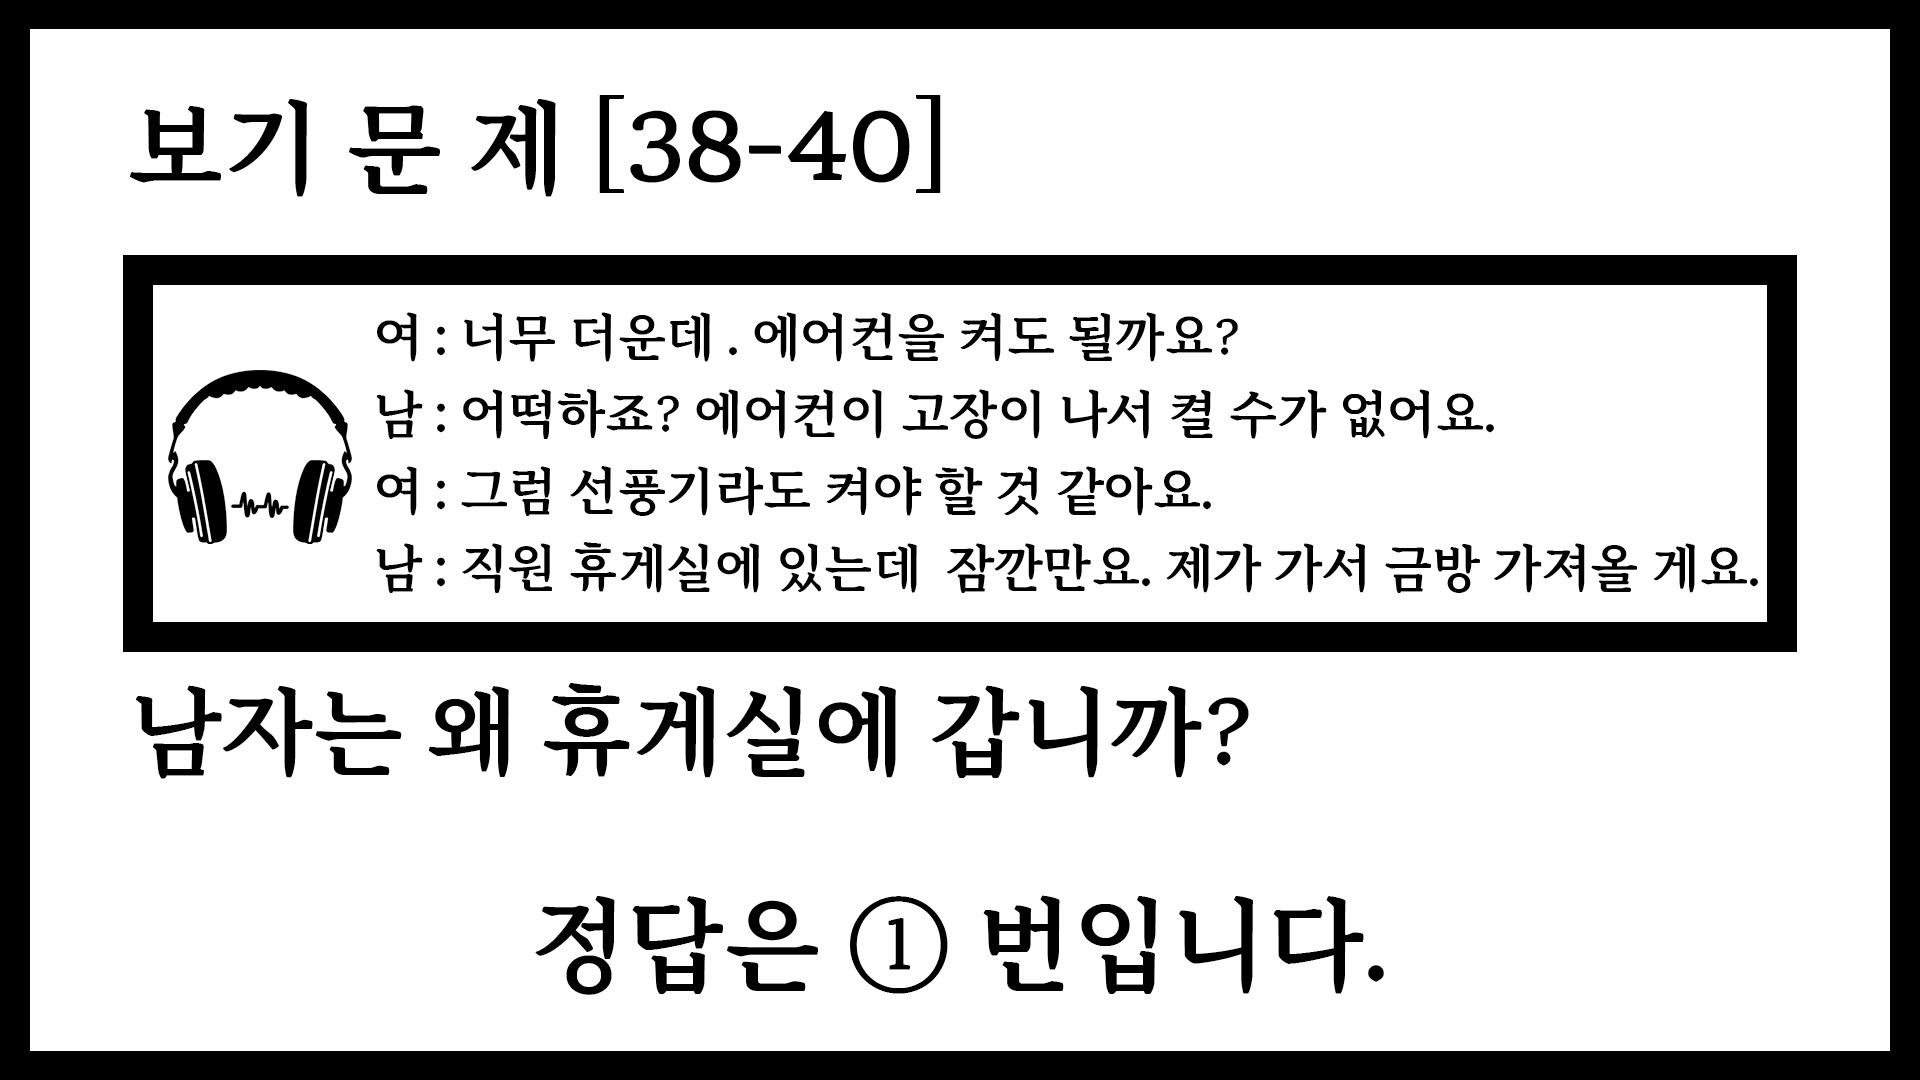 보기 문 제 [38-40]
여 : 너무 더운데 . 에어컨을 켜도 될까요?
남 : 어떡하죠? 에어컨이 고장이 나서 켤 수가 없어요.
여 : 그럼 선풍기라도 켜야 할 것 같아요.
남 : 직원 휴게실에 있는데 잠깐만요. 제가 가서 금방 가져올 게요.
남자는 왜 휴게실에 갑니까?
정답은 ① 번입니다.